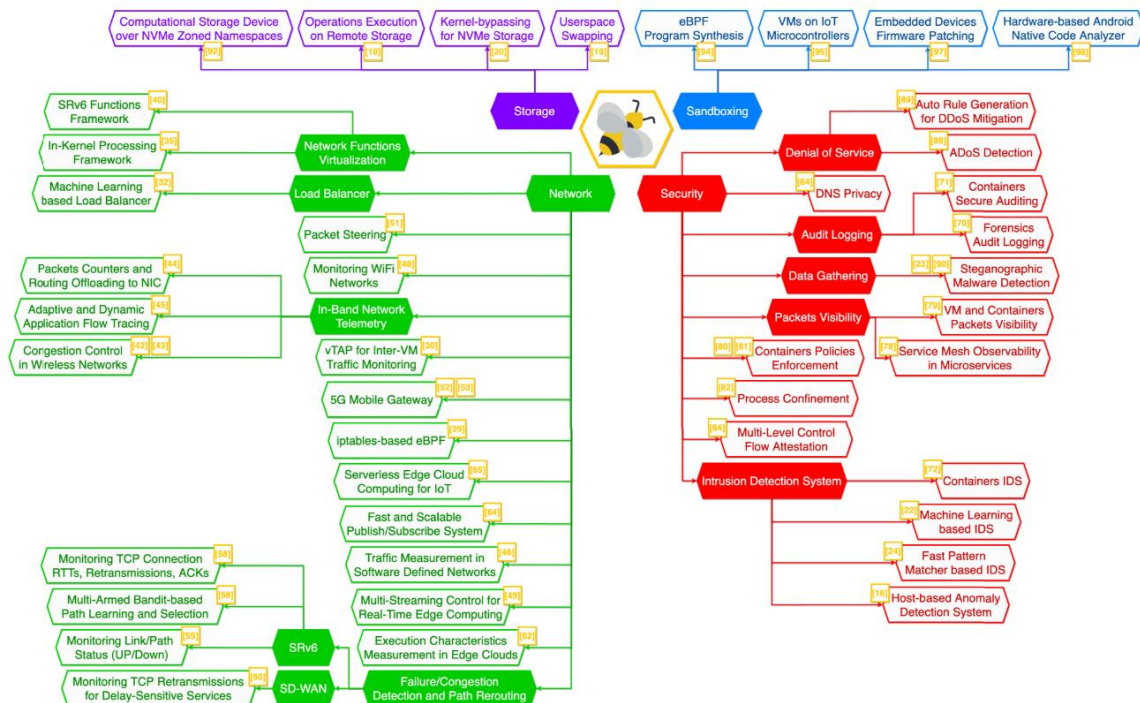 Computational Storage Device
over NVMe Zoned Namespaces
[92]
Operations Execution
on Remote Storage
[18]
Kernel-bypassing
for NVMe Storage
[20]
Userspace
Swapping
[19]
eBPF
Program Synthesis
[94]
VMs on IoT
Microcontrollers
[95]
Embedded Devices
Firmware Patching
[97]
Hardware-based Android
Native Code Analyzer
[98]
Storage
Sandboxing
SRv6 Functions
Framework
[40]
In-Kernel Processing
Framework
[35]
Network Functions
Virtualization
Machine Learning
based Load Balancer
[32]
Load Balancer
Network
Packet Steering
[51]
Monitoring WiFi
Networks
[48]
Packets Counters and
Routing Offloading to NIC
[44]
Adaptive and Dynamic
Application Flow Tracing
[45]
In-Band Network
Telemetry
Congestion Control
in Wireless Networks
[42] [43]
vTAP for Inter-VM
Traffic Monitoring
[30]
5G Mobile Gateway
[52] [53]
iptables-based eBPF
[29]
Serverless Edge Cloud
Computing for IoT
[65]
Fast and Scalable
Publish/Subscribe System
[64]
Traffic Measurement in
Software Defined Networks
[46]
Multi-Streaming Control for
Real-Time Edge Computing
[49]
Execution Characteristics
Measurement in Edge Clouds
[62]
Monitoring TCP Connection
RTTs, Retransmissions, ACKs
[58]
Multi-Armed Bandit-based
Path Learning and Selection
[58]
Monitoring Link/Path
Status (UP/Down)
[55]
SRv6
Monitoring TCP Retransmissions
for Delay-Sensitive Services
[60]
SD-WAN
Failure/Congestion
Detection and Path Rerouting
Security
Denial of Service
[89]
Auto Rule Generation
for DDoS Mitigation
[88]
ADoS Detection
[64]
DNS Privacy
Audit Logging
[71]
Containers
Secure Auditing
[70]
Forensics
Audit Logging
Data Gathering
[23] [90]
Steganographic
Malware Detection
Packets Visibility
[79]
VM and Containers
Packets Visibility
[78]
Service Mesh Observability
in Microservices
[80] [81]
Containers Policies
Enforcement
[82]
Process Confinement
[84]
Multi-Level Control
Flow Attestation
Intrusion Detection System
[72]
Containers IDS
[22]
Machine Learning
based IDS
[24]
Fast Pattern
Matcher based IDS
[16]
Host-based Anomaly
Detection System